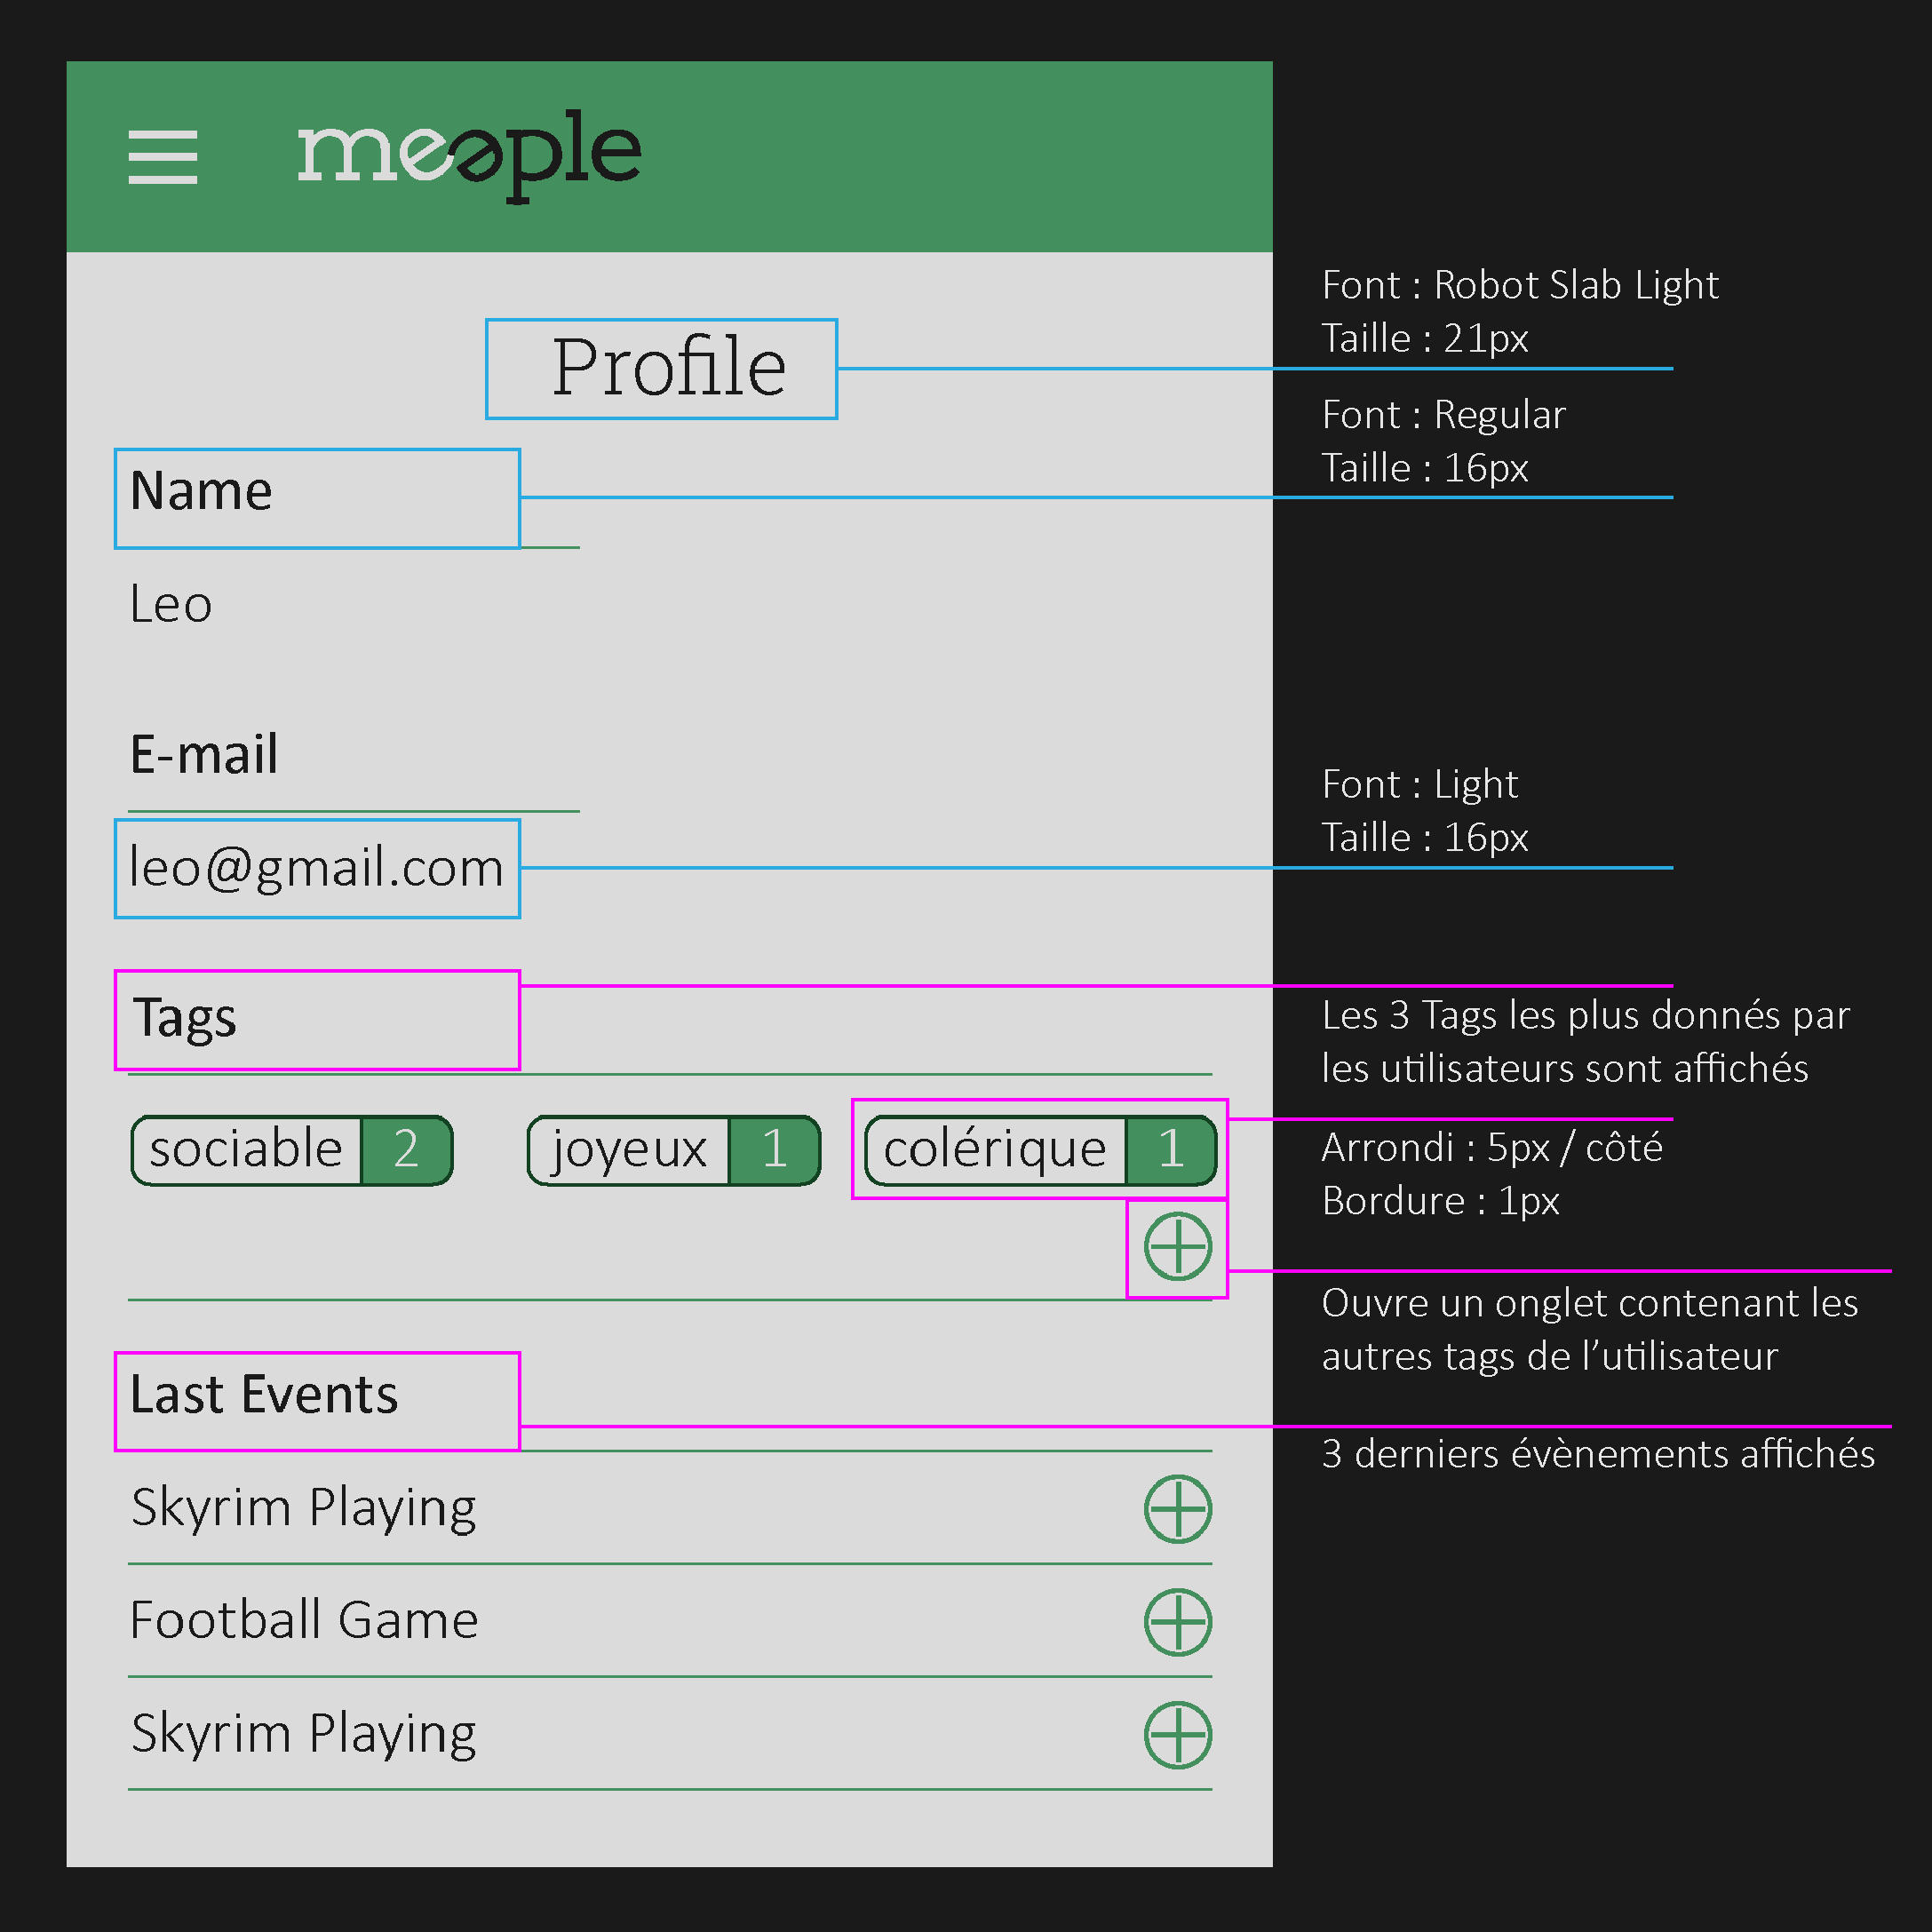 meeple
Profile
Font : Robot Slab Light
Taille : 21px
Name
Font : Regular
Taille : 16px
Leo
E-mail
leo@gmail.com
Font : Light
Taille : 16px
Tags
Les 3 Tags les plus donnés par
les utilisateurs sont affichés
sociable 2
joyeux 1
colérique 1
Arrondi : 5px / côté
Bordure : 1px
Ouvre un onglet contenant les
autres tags de l’utilisateur
Last Events
3 derniers évènements affichés
Skyrim Playing
Football Game
Skyrim Playing